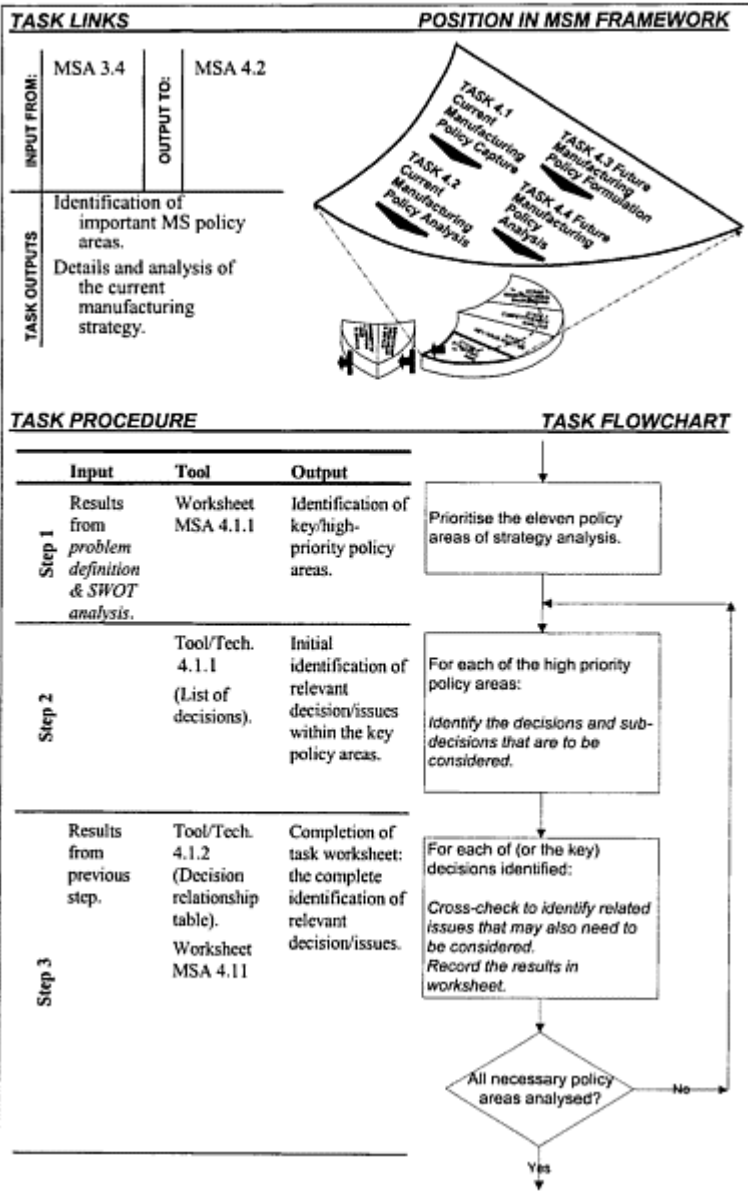 TASK LINKS
POSITION IN MSM FRAMEWORK
INPUT FROM:
MSA 3.4
OUTPUT TO:
MSA 4.2
TASK OUTPUTS
Identification of
important MS policy
areas.
Details and analysis of
the current
manufacturing
strategy.
TASK 4.1
Current
Manufacturing
Policy Capture
TASK 4.2
Current
Manufacturing
Policy Analysis
TASK 4.3 Future
Manufacturing
Policy Formulation
TASK 4.4 Future
Manufacturing
Policy
Analysis
TASK PROCEDURE
Input
Tool
Output
Step 1
Results
from
problem
definition
& SWOT
analysis.
Worksheet
MSA 4.1.1
Identification of
key/high-
priority policy
areas.
Step 2
Tool/Tech.
4.1.1
(List of
decisions).
Initial
identification of
relevant
decision/issues
within the key
policy areas.
Step 3
Results
from
previous
step.
Tool/Tech.
4.1.2
(Decision
relationship
table).
Worksheet
MSA 4.11
Completion of
task worksheet:
the complete
identification of
relevant
decision/issues.
TASK FLOWCHART
Prioritise the eleven policy
areas of strategy analysis.
For each of the high priority
policy areas:
Identify the decisions and sub-
decisions that are to be
considered.
For each of (or the key)
decisions identified:
Cross-check to identify related
issues that may also need to
be considered.
Record the results in
worksheet.
All necessary policy
areas analysed?
No
Yes